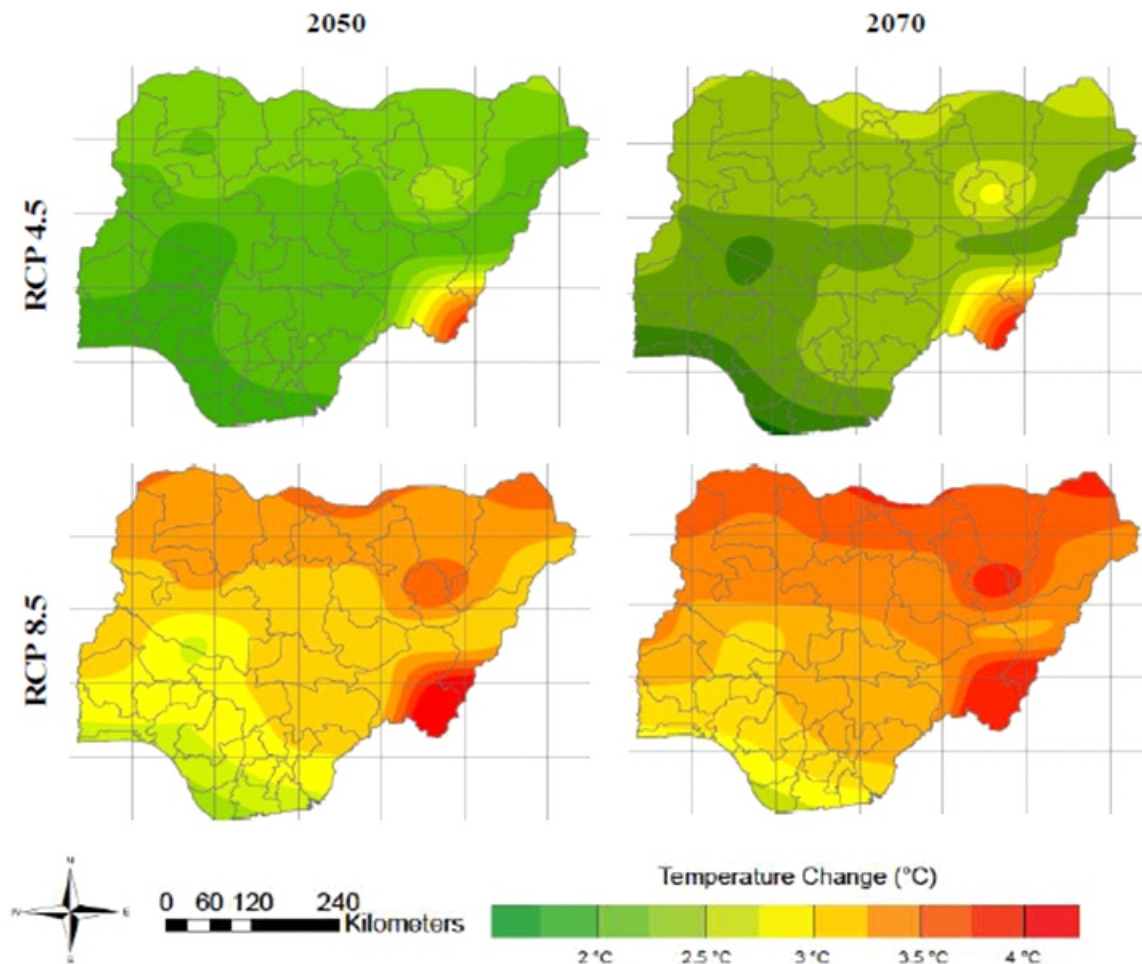 2050 2070
RCP 4.5
RCP 8.5
N
W E
S
0 60 120 240
Kilometers
Temperature Change (°C)
2 °C 2.5 °C 3 °C 3.5 °C 4 °C